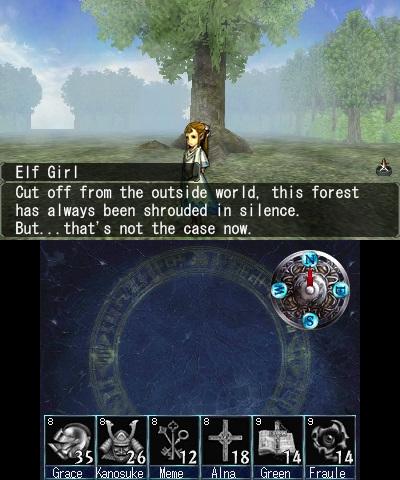 Elf Girl
Cut off from the outside world, this forest
has always been shrouded in silence.
But...that's not the case now.
N
W E
S
8 8 8 8 9 9
35 26 12 18 14 14
Grace Kanosuke Meme Alna Green Fraule